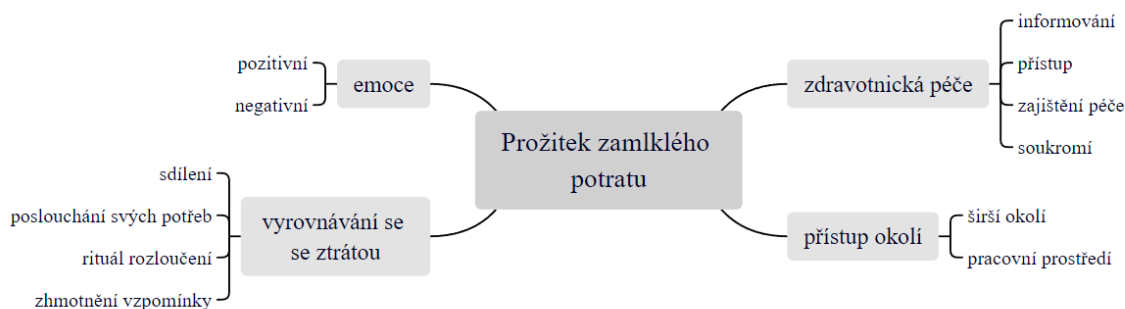 Prožitek zamlklého
potratu
emoce
pozitivní
negativní
vyrovnávání se
se ztrátou
sdílení
poslouchání svých potřeb
rituál rozloučení
zhmotnění vzpomínky
zdravotnická péče
informování
přístup
zajištění péče
soukromí
přístup okolí
širší okolí
pracovní prostředí